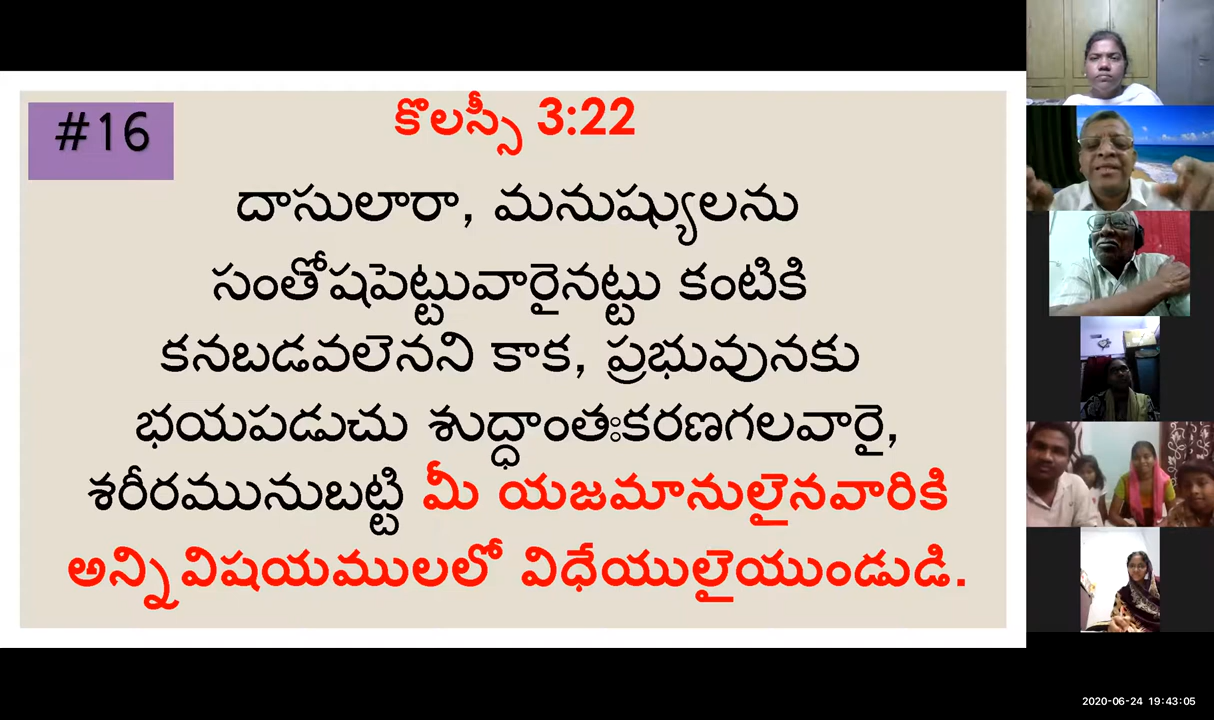 #16
కొలస్సీ 3:22
దాసులారా, మనుష్యులను
సంతోషపెట్టువారైనట్టు కంటికి
కనబడవలెనని కాక, ప్రభువునకు
భయపడుచు శుద్ధాంతఃకరణగలవారై,
శరీరమునుబట్టి మీ యజమానులైనవారికి
అన్ని విషయములలో విధేయులైయుండుడి.
2020-06-24 19:43:05